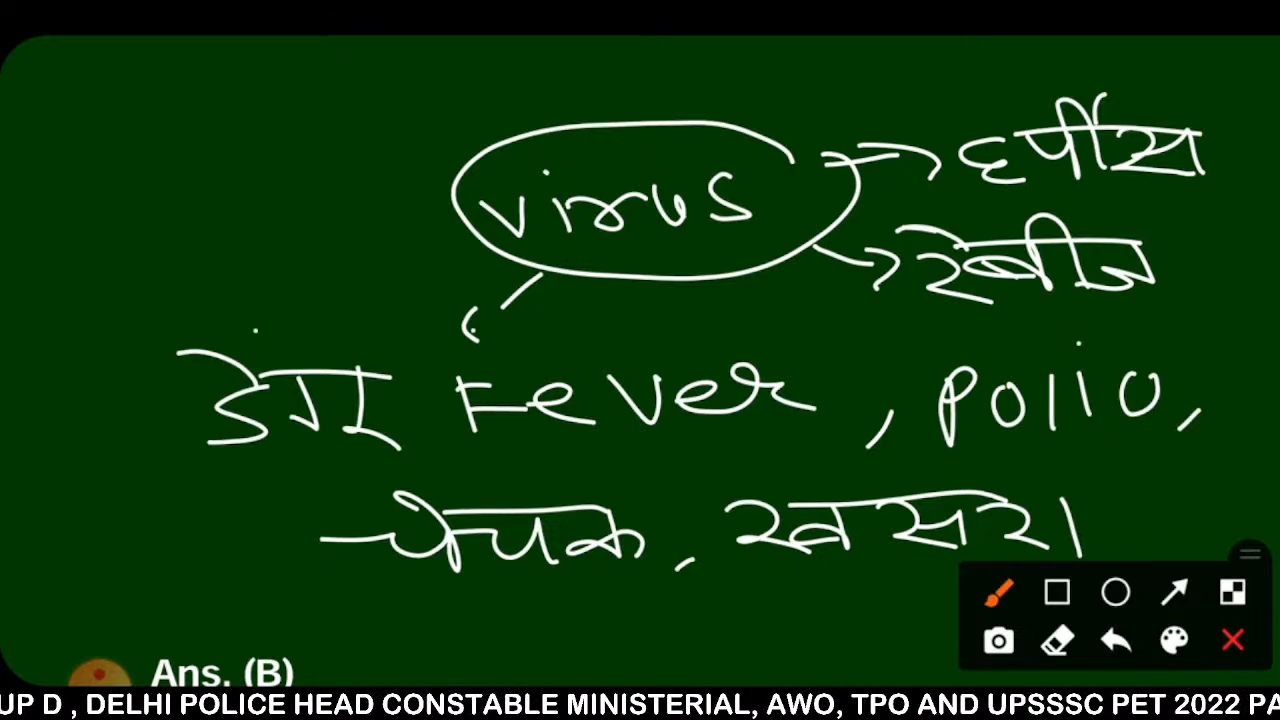 virus → हर्पीस
→ रेबीज
डेंगू Fever, Polio,
चेचक, खसरा
Ans. (B)
UP D , DELHI POLICE HEAD CONSTABLE MINISTERIAL, AWO, TPO AND UPSSSC PET 2022 PA